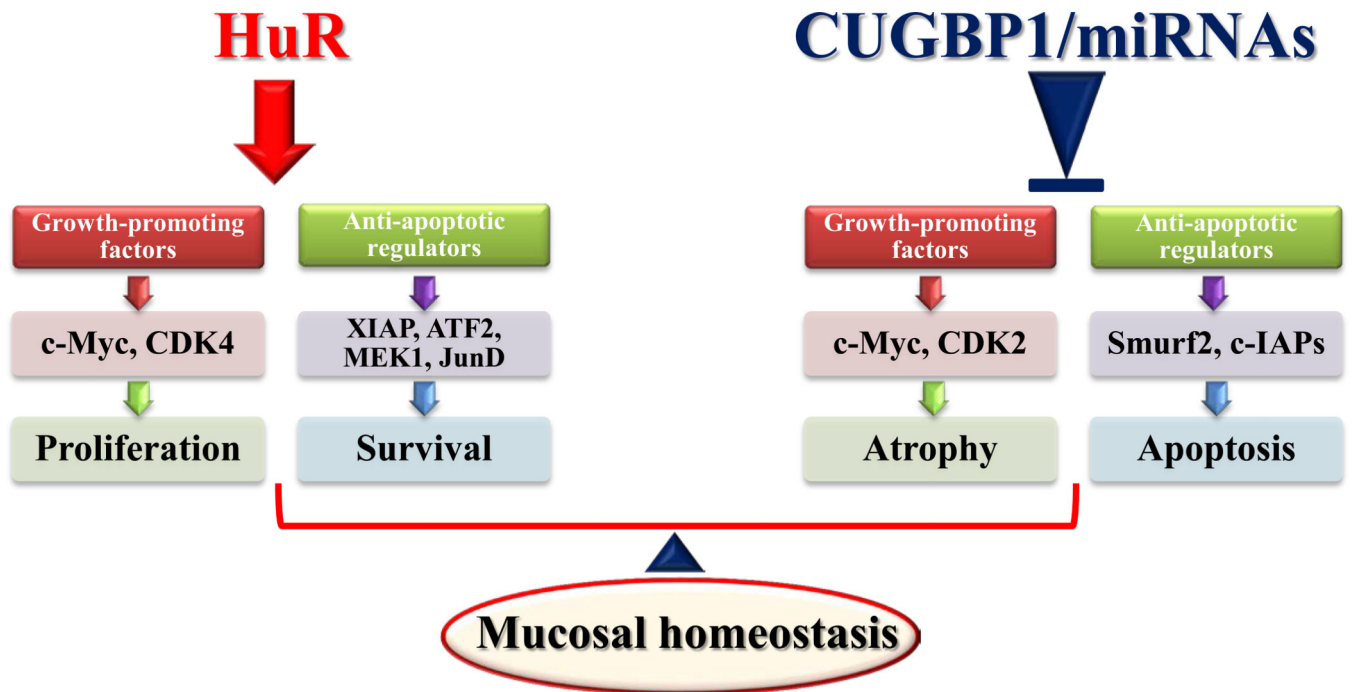 HuR
CUGBP1/miRNAs
Growth-promoting
factors
Anti-apoptotic
regulators
Growth-promoting
factors
Anti-apoptotic
regulators
c-Myc, CDK4
XIAP, ATF2,
MEK1, JunD
c-Myc, CDK2
Smurf2, c-IAPs
Proliferation
Survival
Atrophy
Apoptosis
Mucosal homeostasis